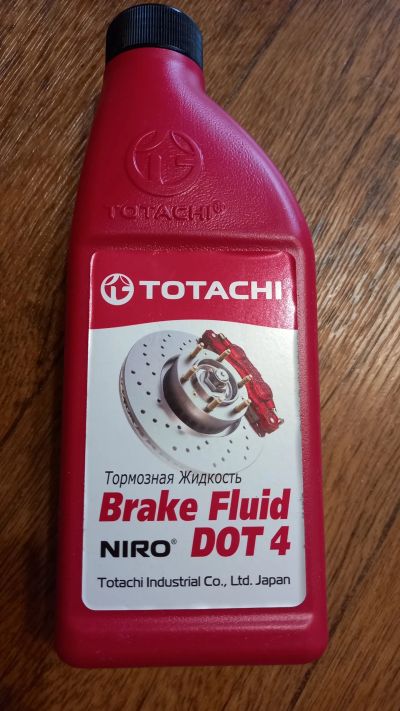 TOTACHI®
TOTACHI
Тормозная Жидкость
Brake Fluid
NIRO® DOT 4
Totachi Industrial Co., Ltd. Japan